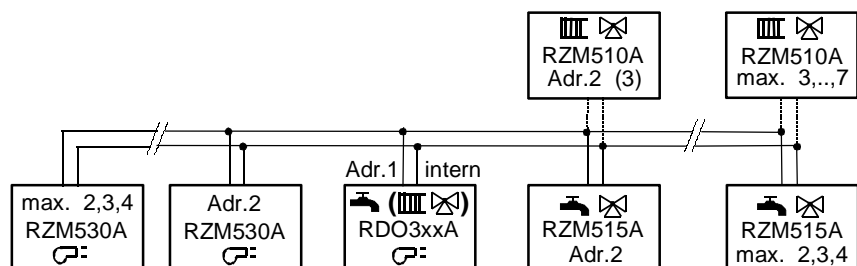 RZM510A
Adr.2 (3)
RZM510A
max. 3,..,7
Adr.1 intern
max. 2,3,4
RZM530A
Adr.2
RZM530A
( )
RDO3xxA
RZM515A
Adr.2
RZM515A
max. 2,3,4